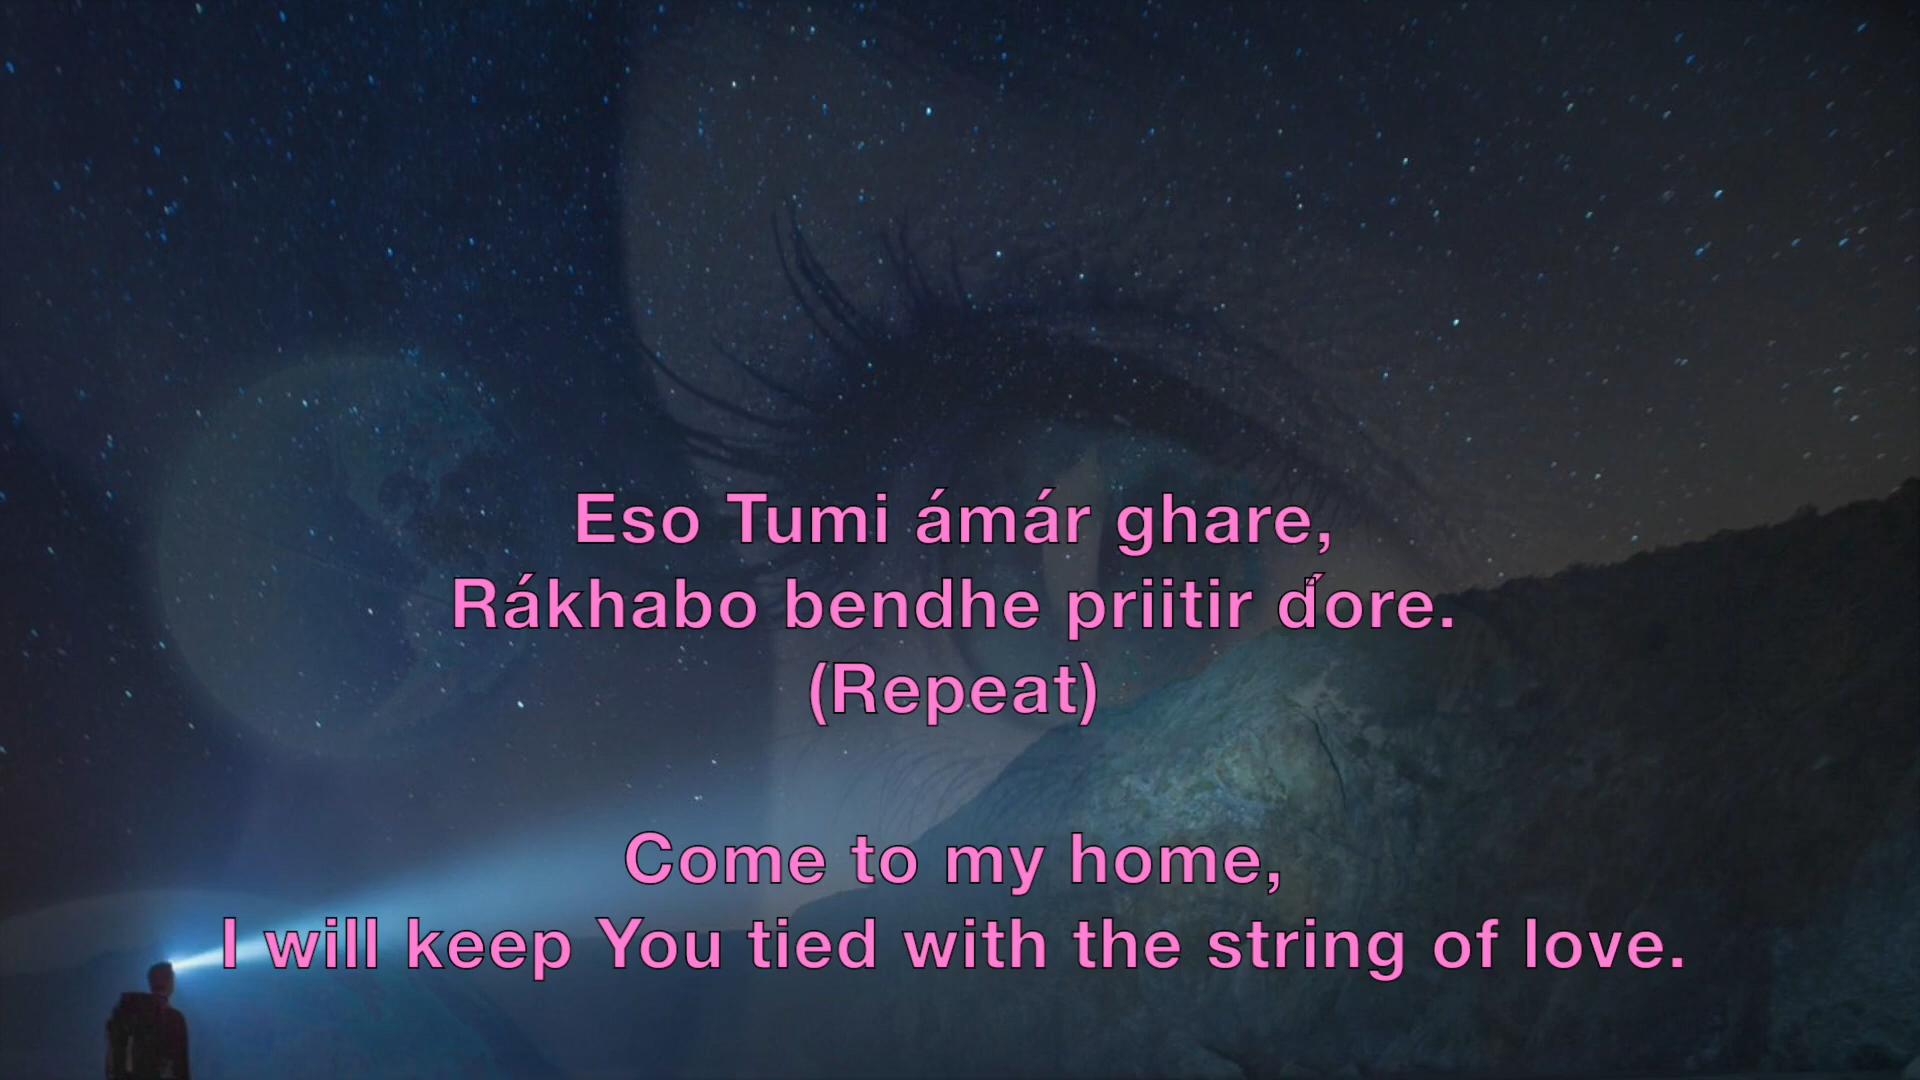 Eso Tumi ámár ghare,
Rákhabo bendhe priitir d́ore.
(Repeat)
Come to my home,
I will keep You tied with the string of love.